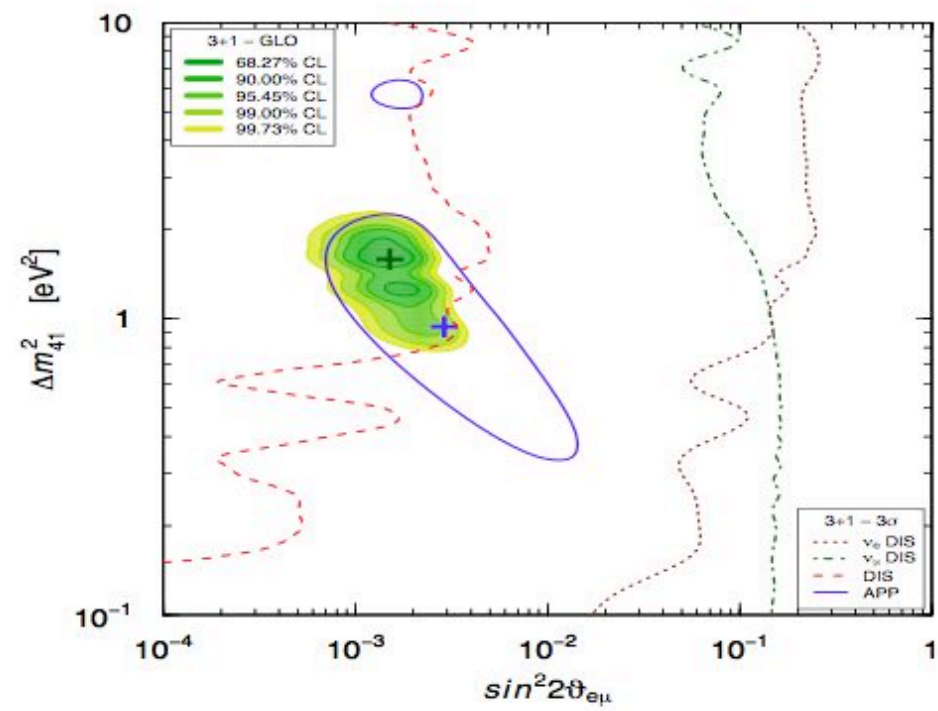 10
3+1 – GLO
68.27% CL
90.00% CL
95.45% CL
99.00% CL
99.73% CL
Δm²₄₁ [eV²]
1
3+1 – 3σ
νe DIS
νμ DIS
DIS
APP
10⁻¹
10⁻⁴ 10⁻³ 10⁻² 10⁻¹ 1
sin²2ϑeμ